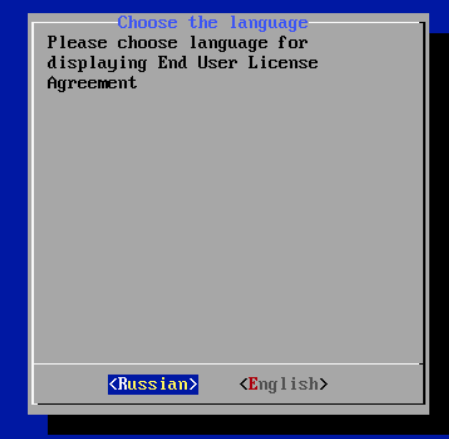 Choose the language
Please choose language for
displaying End User License
Agreement
<Russian> <English>